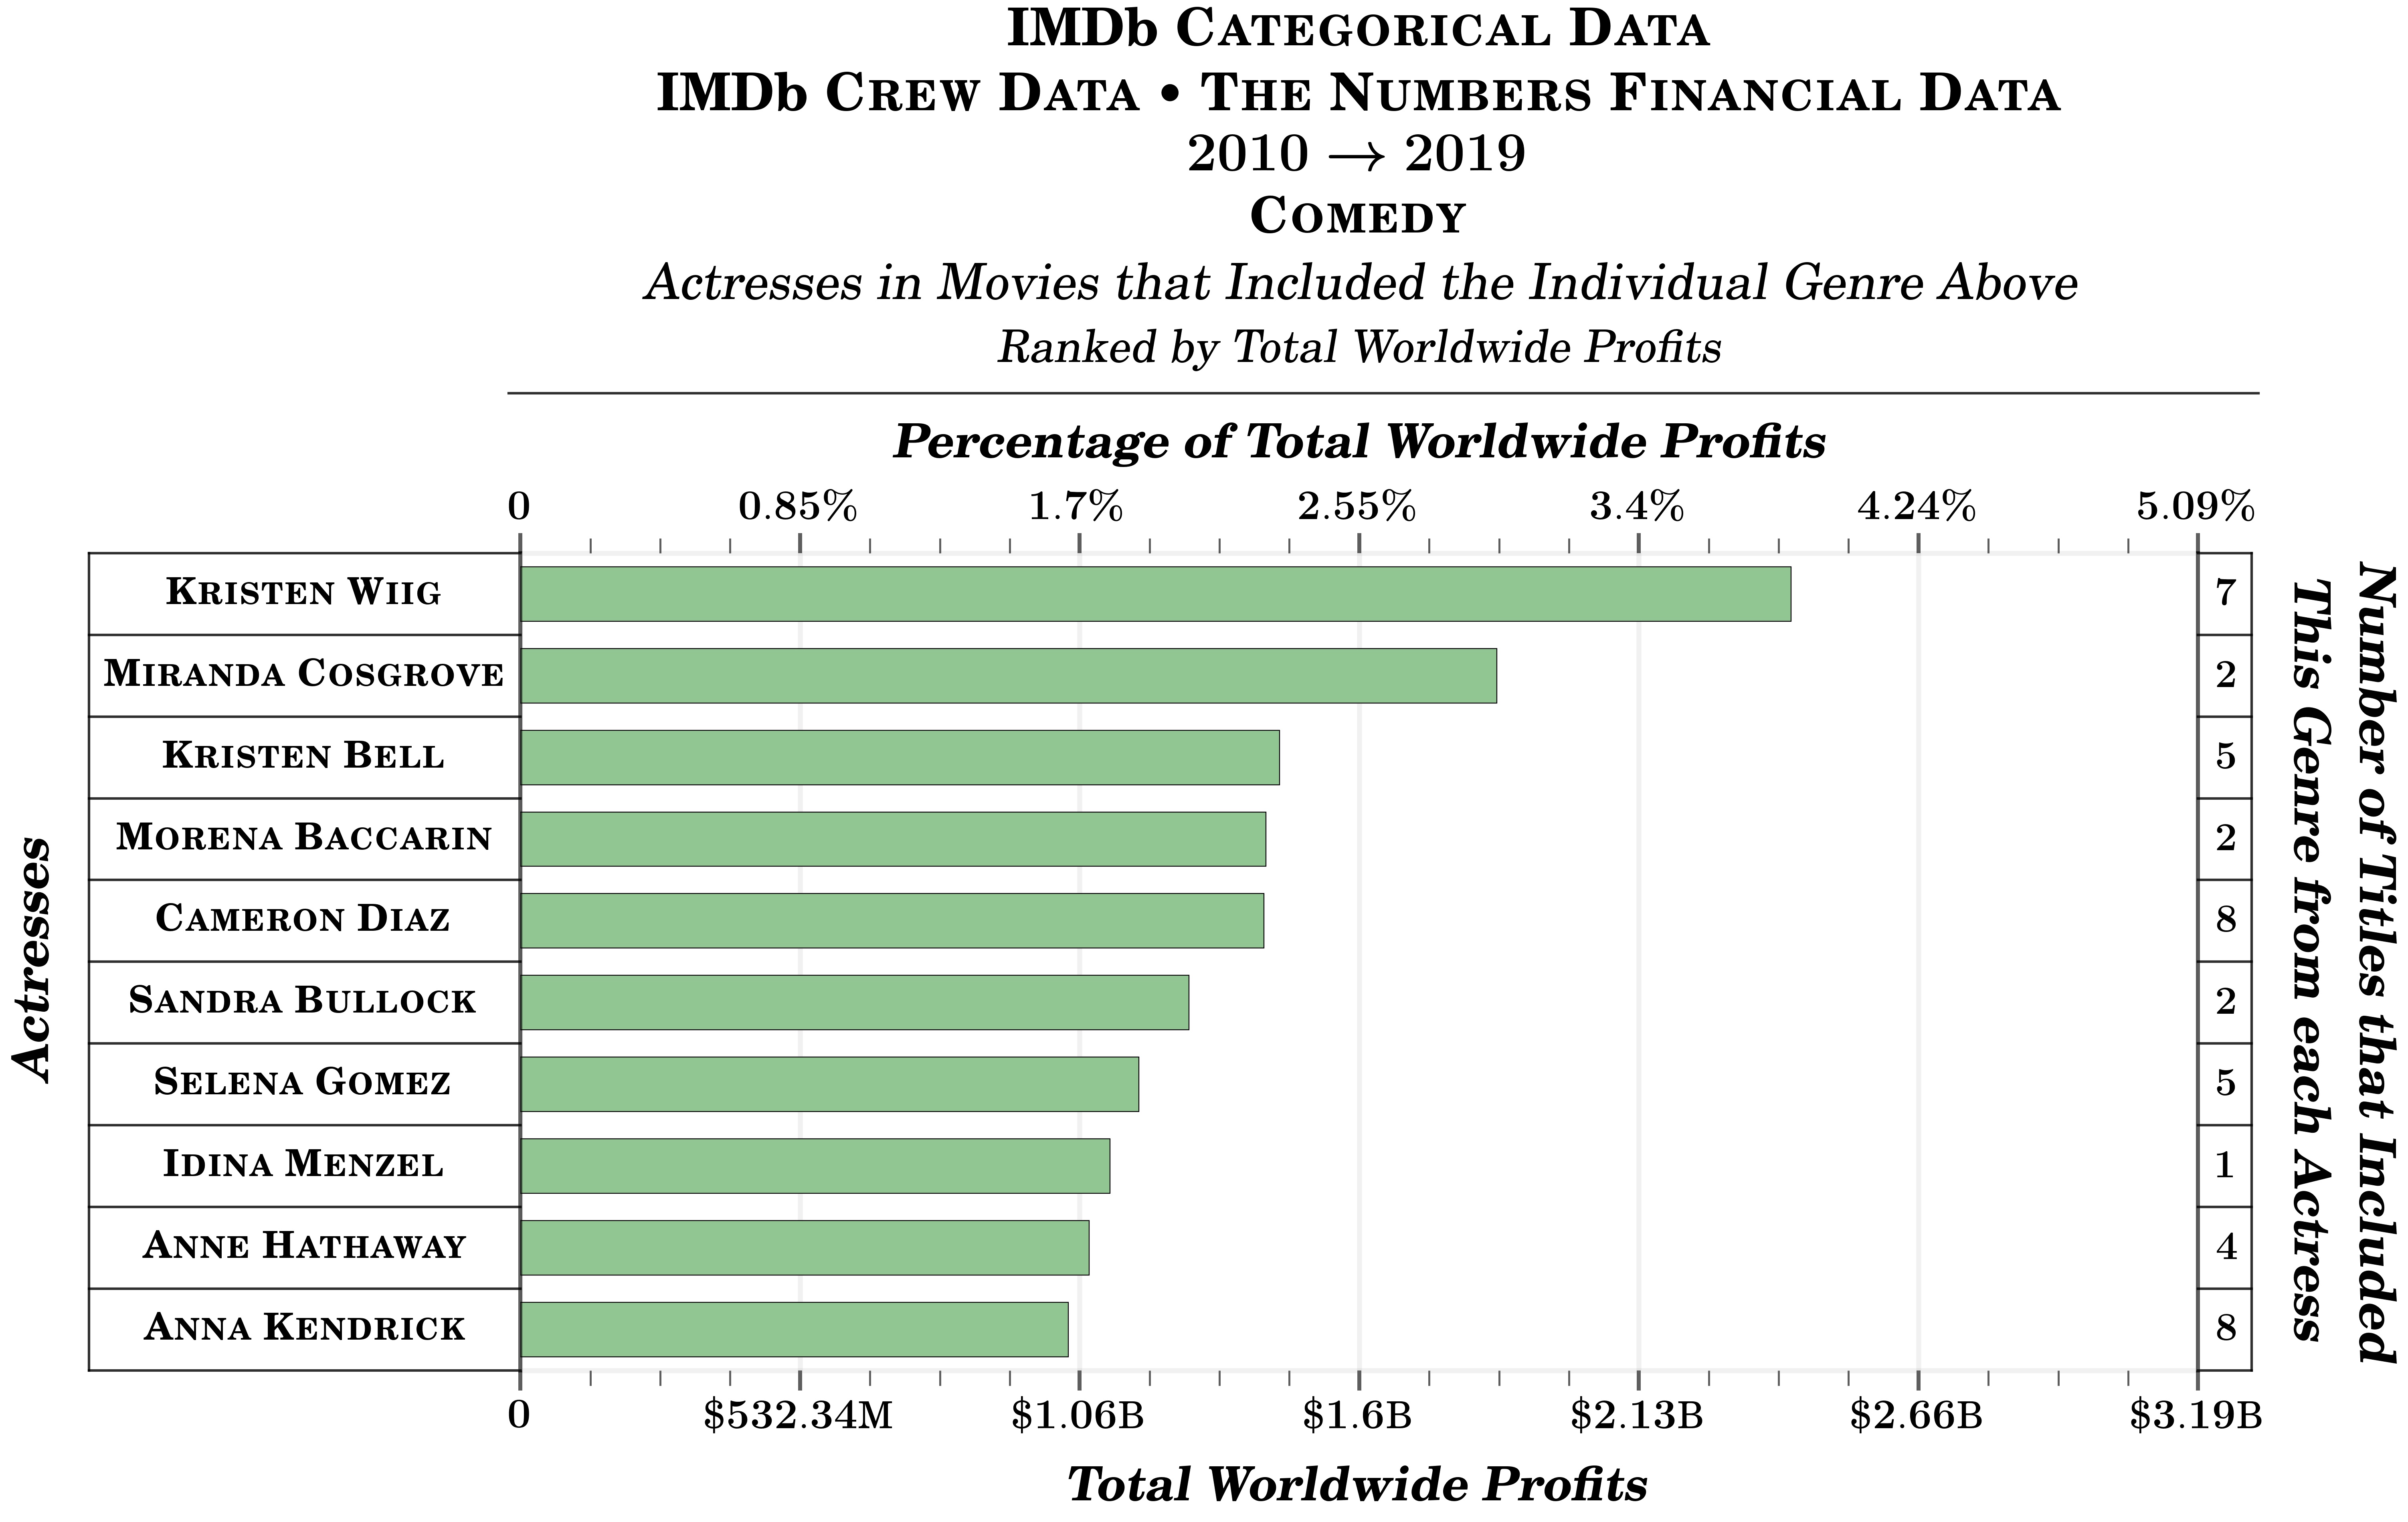 IMDb Categorical Data
IMDb Crew Data • The Numbers Financial Data
2010 → 2019
Comedy
Actresses in Movies that Included the Individual Genre Above
Ranked by Total Worldwide Profits
Percentage of Total Worldwide Profits
0 0.85% 1.7% 2.55% 3.4% 4.24% 5.09%
Actresses
Kristen Wiig 7
Miranda Cosgrove 2
Kristen Bell 5
Morena Baccarin 2
Cameron Diaz 8
Sandra Bullock 2
Selena Gomez 5
Idina Menzel 1
Anne Hathaway 4
Anna Kendrick 8
Number of Titles that Included
This Genre from each Actress
0 $532.34M $1.06B $1.6B $2.13B $2.66B $3.19B
Total Worldwide Profits